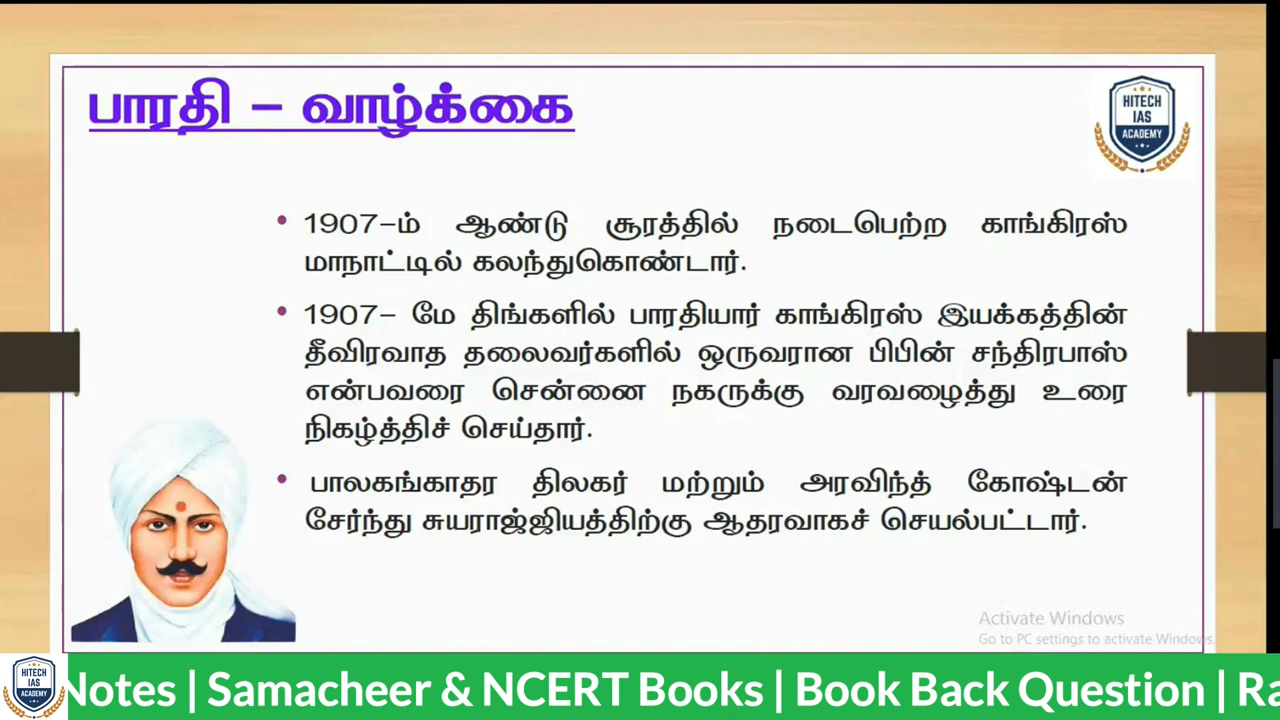 பாரதி – வாழ்க்கை
HITECH
IAS
ACADEMY
• 1907–ம் ஆண்டு சூரத்தில் நடைபெற்ற காங்கிரஸ்
மாநாட்டில் கலந்துகொண்டார்.
• 1907– மே திங்களில் பாரதியார் காங்கிரஸ் இயக்கத்தின்
தீவிரவாத தலைவர்களில் ஒருவரான பிபின் சந்திரபாஸ்
என்பவரை சென்னை நகருக்கு வரவழைத்து உரை
நிகழ்த்திச் செய்தார்.
• பாலகங்காதர திலகர் மற்றும் அரவிந்த் கோஷ்டன்
சேர்ந்து சுயராஜ்ஜியத்திற்கு ஆதரவாகச் செயல்பட்டார்.
Activate Windows
Go to PC settings to activate Windows.
HITECH
IAS
ACADEMY
Notes | Samacheer & NCERT Books | Book Back Question | Ra